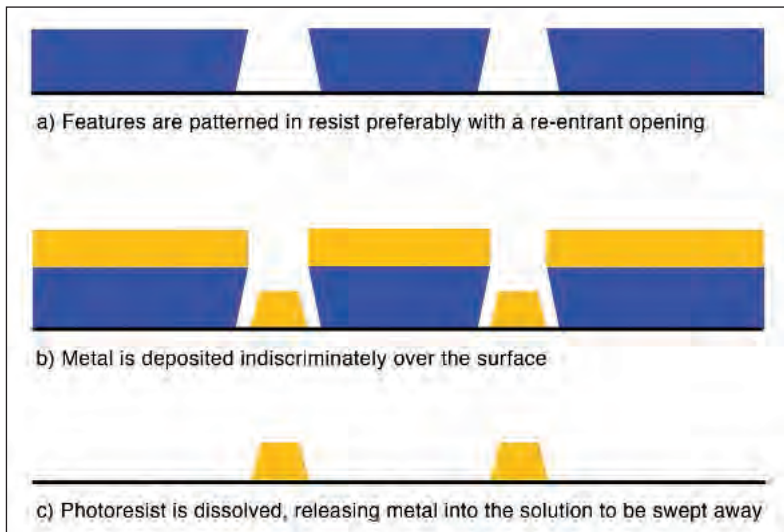 a) Features are patterned in resist preferably with a re-entrant opening
b) Metal is deposited indiscriminately over the surface
c) Photoresist is dissolved, releasing metal into the solution to be swept away